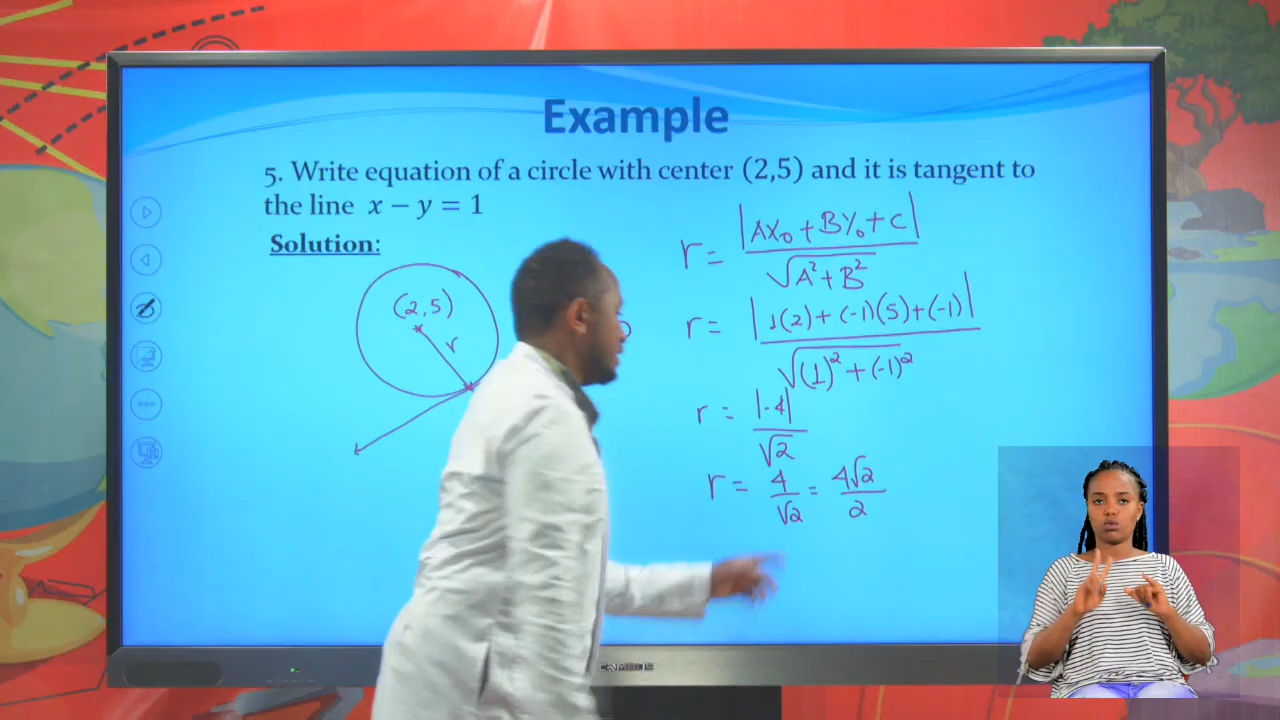 Example
5. Write equation of a circle with center (2,5) and it is tangent to
the line x − y = 1
Solution:
(2,5)
r
r = |Ax₀ + By₀ + C| / √A² + B²
r = |1(2) + (-1)(5) + (-1)| / √(1)² + (-1)²
r = |-4| / √2
r = 4/√2 = 4√2/2